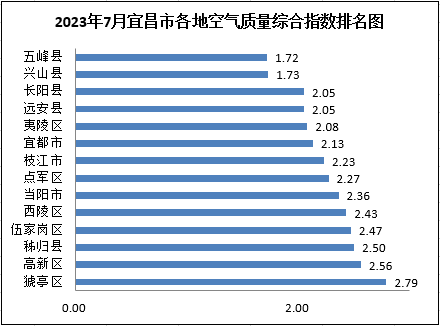 2023年7月宜昌市各地空气质量综合指数排名图
五峰县 1.72
兴山县 1.73
长阳县 2.05
远安县 2.05
夷陵区 2.08
宜都市 2.13
枝江市 2.23
点军区 2.27
当阳市 2.36
西陵区 2.43
伍家岗区 2.47
秭归县 2.50
高新区 2.56
猇亭区 2.79
0.00 2.00